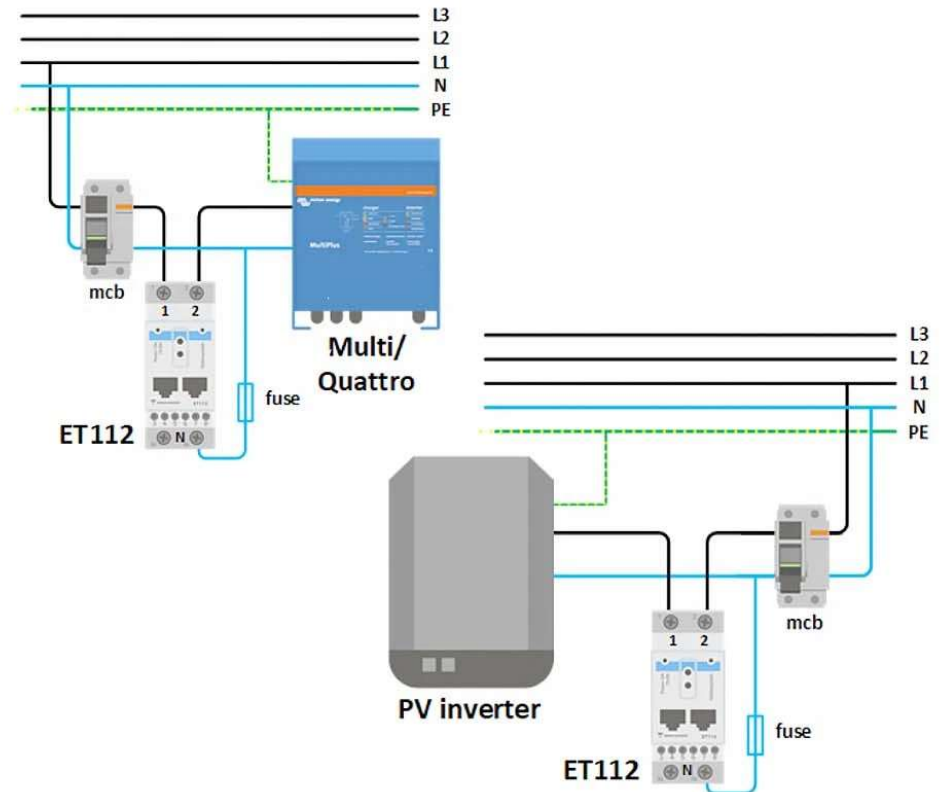 L3
L2
L1
N
PE
mcb
1 2
MultiPlus
Multi/
Quattro
fuse
ET112
N
L3
L2
L1
N
PE
mcb
1 2
PV inverter
fuse
ET112
N